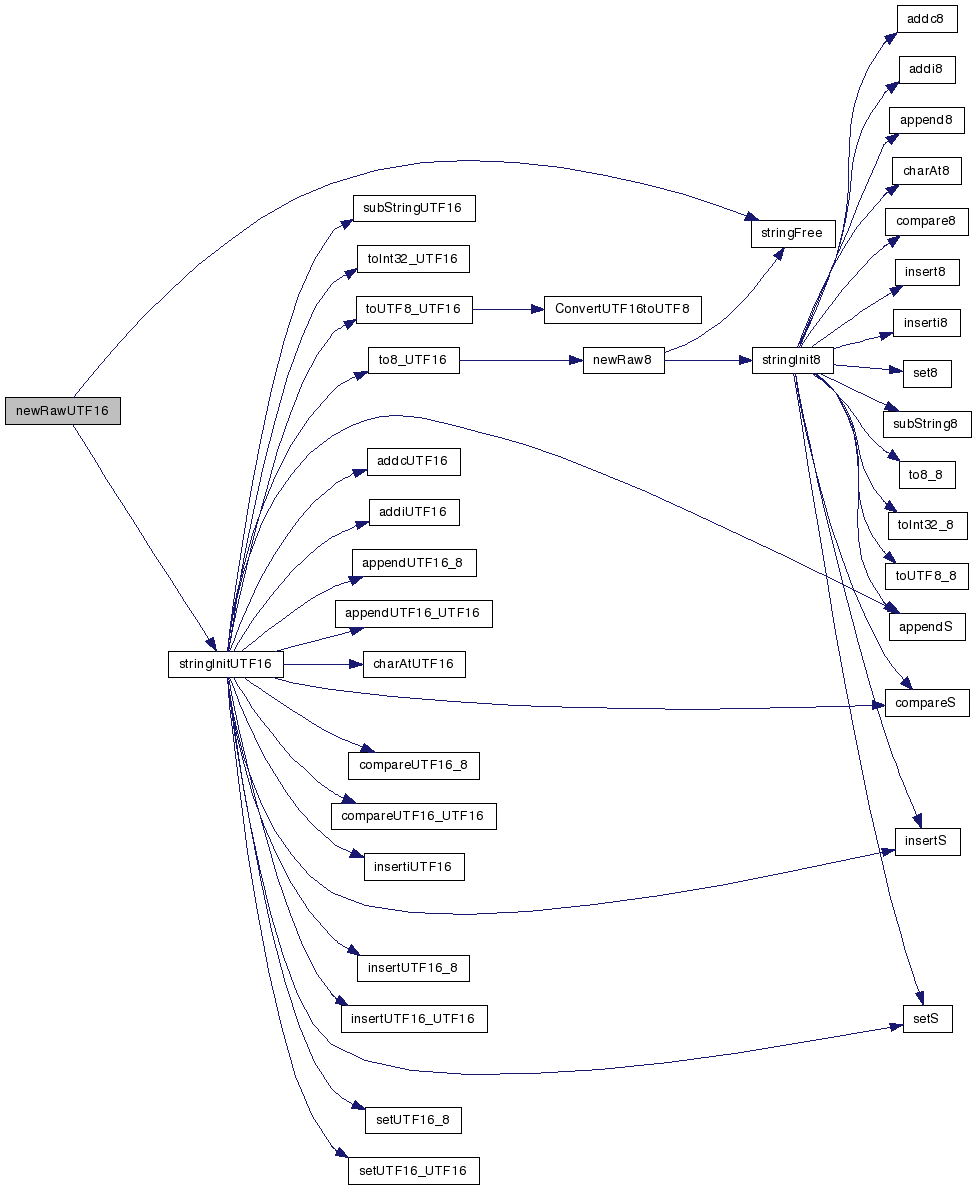 addc8
addi8
append8
charAt8
subStringUTF16
compare8
stringFree
toInt32_UTF16
insert8
toUTF8_UTF16
ConvertUTF16toUTF8
inserti8
to8_UTF16
newRaw8
stringInit8
set8
newRawUTF16
subString8
addcUTF16
to8_8
addiUTF16
toInt32_8
appendUTF16_8
toUTF8_8
appendUTF16_UTF16
appendS
stringInitUTF16
charAtUTF16
compareS
compareUTF16_8
compareUTF16_UTF16
insertS
insertiUTF16
insertUTF16_8
insertUTF16_UTF16
setS
setUTF16_8
setUTF16_UTF16